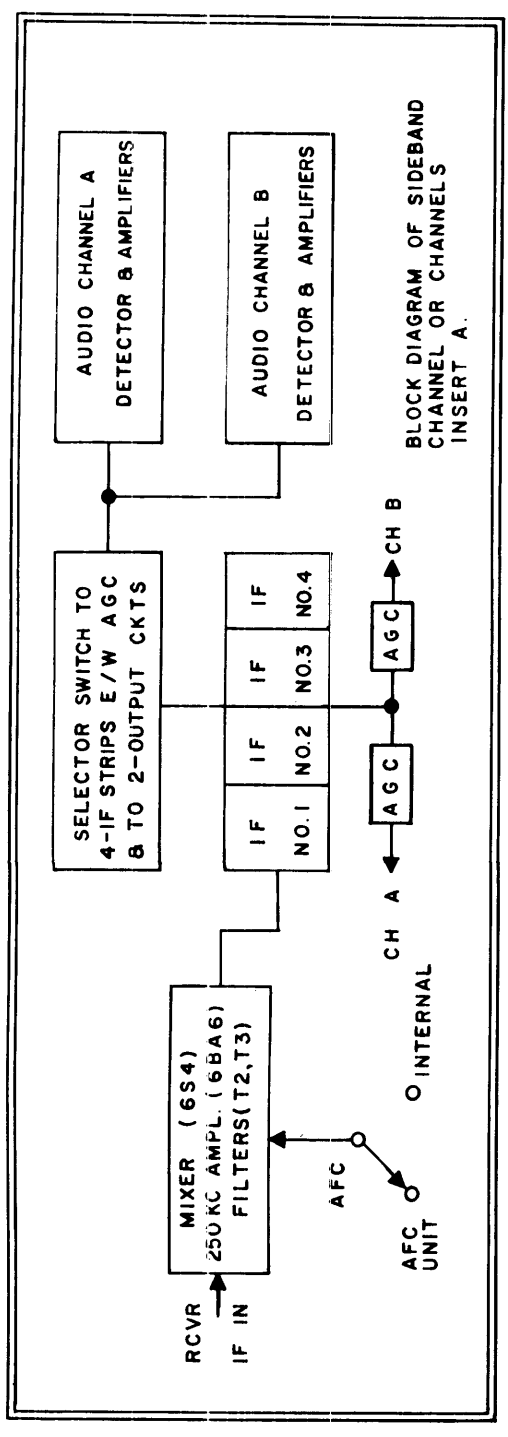 RCVR
IF IN
MIXER (6S4)
250 KC AMPL. (6BA6)
FILTERS(T2,T3)
AFC
AFC
UNIT
INTERNAL
SELECTOR SWITCH TO
4-IF STRIPS E/W AGC
& TO 2-OUTPUT CKTS
IF
NO.1
IF
NO.2
IF
NO.3
IF
NO.4
CH A
AGC
AGC
CH B
AUDIO CHANNEL A
DETECTOR & AMPLIFIERS
AUDIO CHANNEL B
DETECTOR & AMPLIFIERS
BLOCK DIAGRAM OF SIDEBAND
CHANNEL OR CHANNELS
INSERT A.